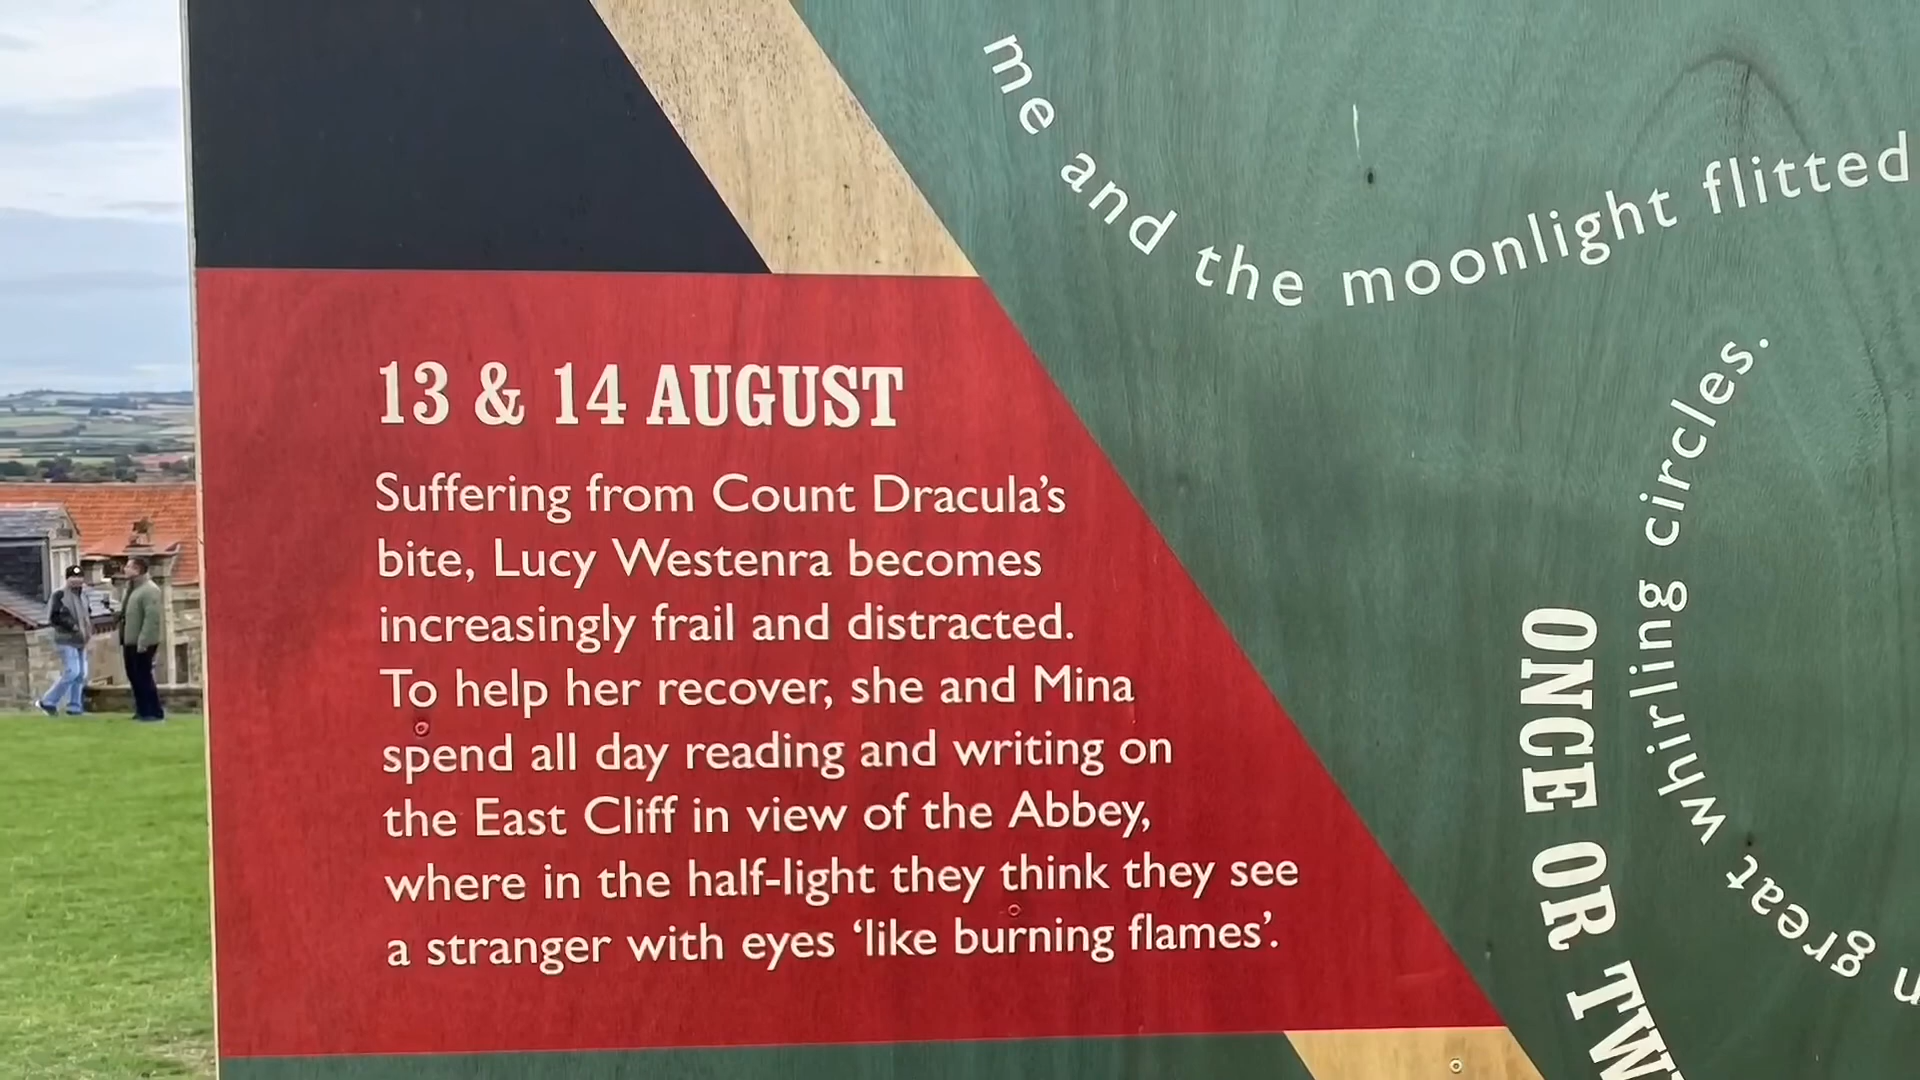 13 & 14 AUGUST
Suffering from Count Dracula’s
bite, Lucy Westenra becomes
increasingly frail and distracted.
To help her recover, she and Mina
spend all day reading and writing on
the East Cliff in view of the Abbey,
where in the half-light they think they see
a stranger with eyes ‘like burning flames’.
me and the moonlight flitted
great whirling circles.
ONCE OR